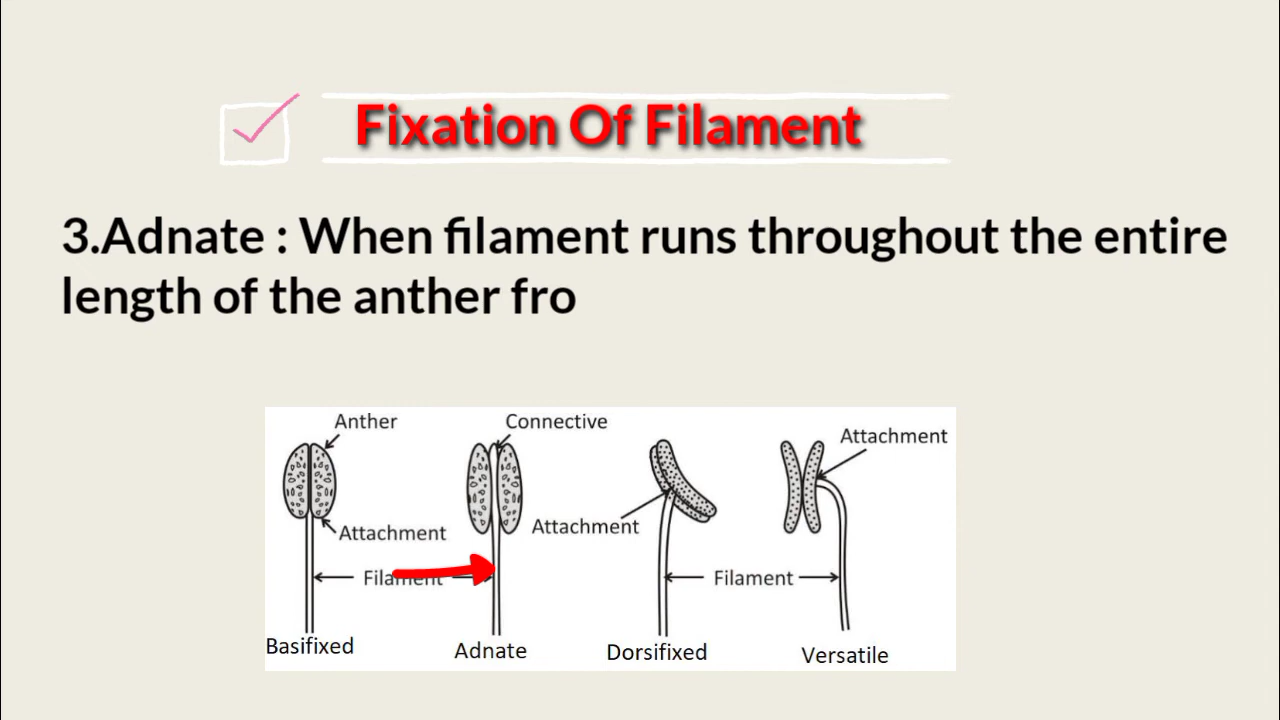 Fixation Of Filament
3.Adnate : When filament runs throughout the entire
length of the anther fro
Anther
Connective
Attachment
Attachment
Attachment
Filament
Filament
Basifixed
Adnate
Dorsifixed
Versatile